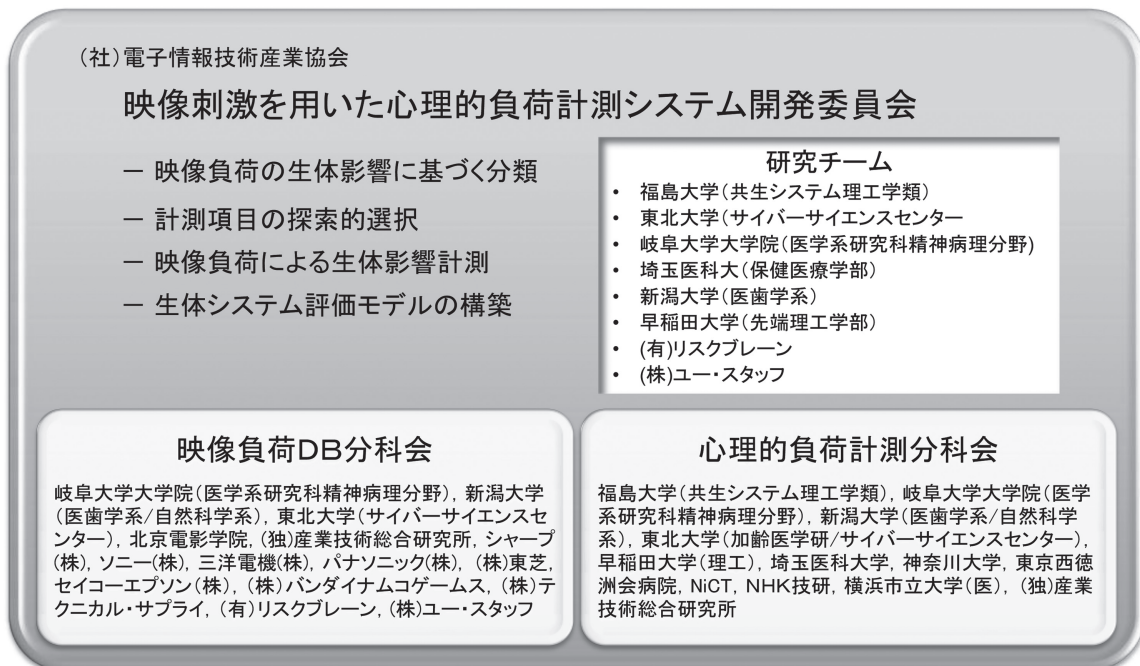 (社)電子情報技術産業協会
映像刺激を用いた心理的負荷計測システム開発委員会
－ 映像負荷の生体影響に基づく分類
－ 計測項目の探索的選択
－ 映像負荷による生体影響計測
－ 生体システム評価モデルの構築
研究チーム
• 福島大学(共生システム理工学類)
• 東北大学(サイバーサイエンスセンター
• 岐阜大学大学院(医学系研究科精神病理分野)
• 埼玉医科大(保健医療学部)
• 新潟大学(医歯学系)
• 早稲田大学(先端理工学部)
• (有)リスクブレーン
• (株)ユー・スタッフ
映像負荷DB分科会
岐阜大学大学院(医学系研究科精神病理分野), 新潟大学
(医歯学系/自然科学系), 東北大学(サイバーサイエンスセ
ンター), 北京電影学院, (独)産業技術総合研究所, シャープ
(株), ソニー(株), 三洋電機(株), パナソニック(株), (株)東芝,
セイコーエプソン(株), (株)バンダイナムコゲームス, (株)テ
クニカル・サプライ, (有)リスクブレーン, (株)ユー・スタッフ
心理的負荷計測分科会
福島大学(共生システム理工学類), 岐阜大学大学院(医学
系研究科精神病理分野), 新潟大学(医歯学系/自然科学
系), 東北大学(加齢医学研/サイバーサイエンスセンター),
早稲田大学(理工), 埼玉医科大学, 神奈川大学, 東京西徳
洲会病院, NiCT, NHK技研, 横浜市立大学(医), (独)産業
技術総合研究所